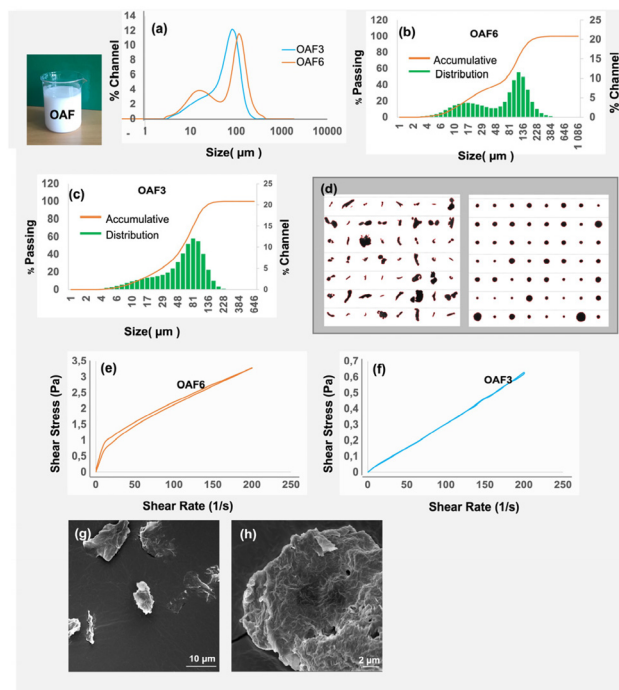 (a)
OAF3
OAF6
14
12
10
8
6
4
2
0
% Channel
- 1 10 100 1000 10000
Size( µm )
OAF
(b)
OAF6
Accumulative
Distribution
120
100
80
60
40
20
0
% Passing
25
20
15
10
5
0
% Channel
1 2 4 6 10 17 29 48 81 136 228 384 646 1 086
Size( µm )
(c)
OAF3
Accumulative
Distribution
120
100
80
60
40
20
0
% Passing
25
20
15
10
5
0
% Channel
1 2 4 6 10 17 29 48 81 136 228 384 646
Size( µm )
(d)
(e)
OAF6
3,5
3
2,5
2
1,5
1
0,5
0
Shear Stress (Pa)
0 50 100 150 200 250
Shear Rate (1/s)
(f)
OAF3
0,7
0,6
0,5
0,4
0,3
0,2
0,1
0
Shear Stress (Pa)
0 50 100 150 200 250
Shear Rate (1/s)
(g)
10 µm
(h)
2 µm